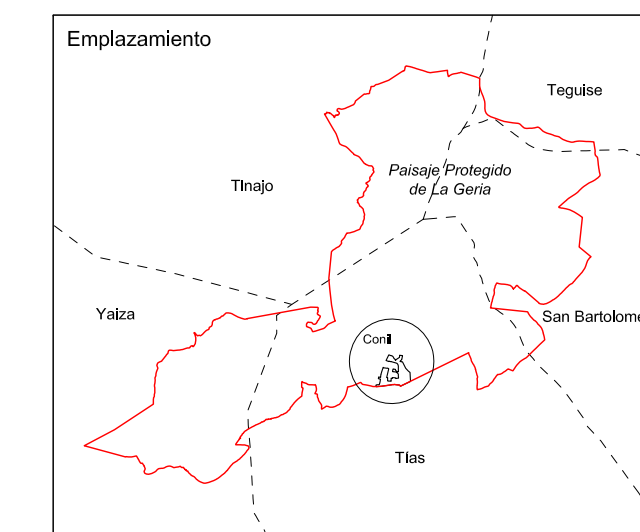 Emplazamiento
Teguise
Paisaje Protegido
de La Geria
Tinajo
Yaiza
San Bartolome
Conil
Tías